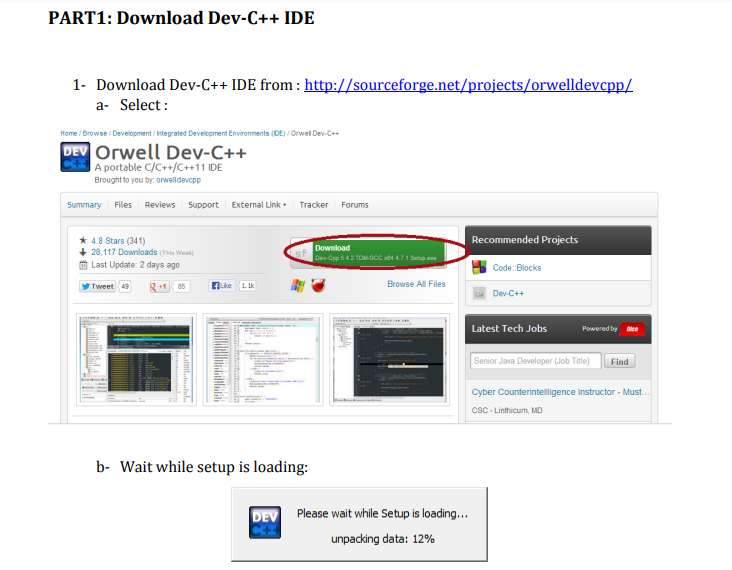 PART1: Download Dev-C++ IDE
1- Download Dev-C++ IDE from : http://sourceforge.net/projects/orwelldevcpp/
a- Select :
Home / Browse / Development / Integrated Development Environments (IDE) / Orwell Dev-C++
DEV
C++
Orwell Dev-C++
A portable C/C++/C++11 IDE
Brought to you by: orwelldevcpp
Summary Files Reviews Support External Link Tracker Forums
4.8 Stars (341)
28,117 Downloads (This Week)
Last Update: 2 days ago
sf
Download
Dev-Cpp 5.4.2 TDM-GCC x64 4.7.1 Setup.exe
Tweet 49 +1 85 Like 1.1k
Browse All Files
Recommended Projects
Code::Blocks
Dev-C++
Latest Tech Jobs Powered by Dice
Senior Java Developer (Job Title) Find
Cyber Counterintelligence Instructor - Must...
CSC - Linthicum, MD
b- Wait while setup is loading:
DEV
C++
Please wait while Setup is loading...
unpacking data: 12%